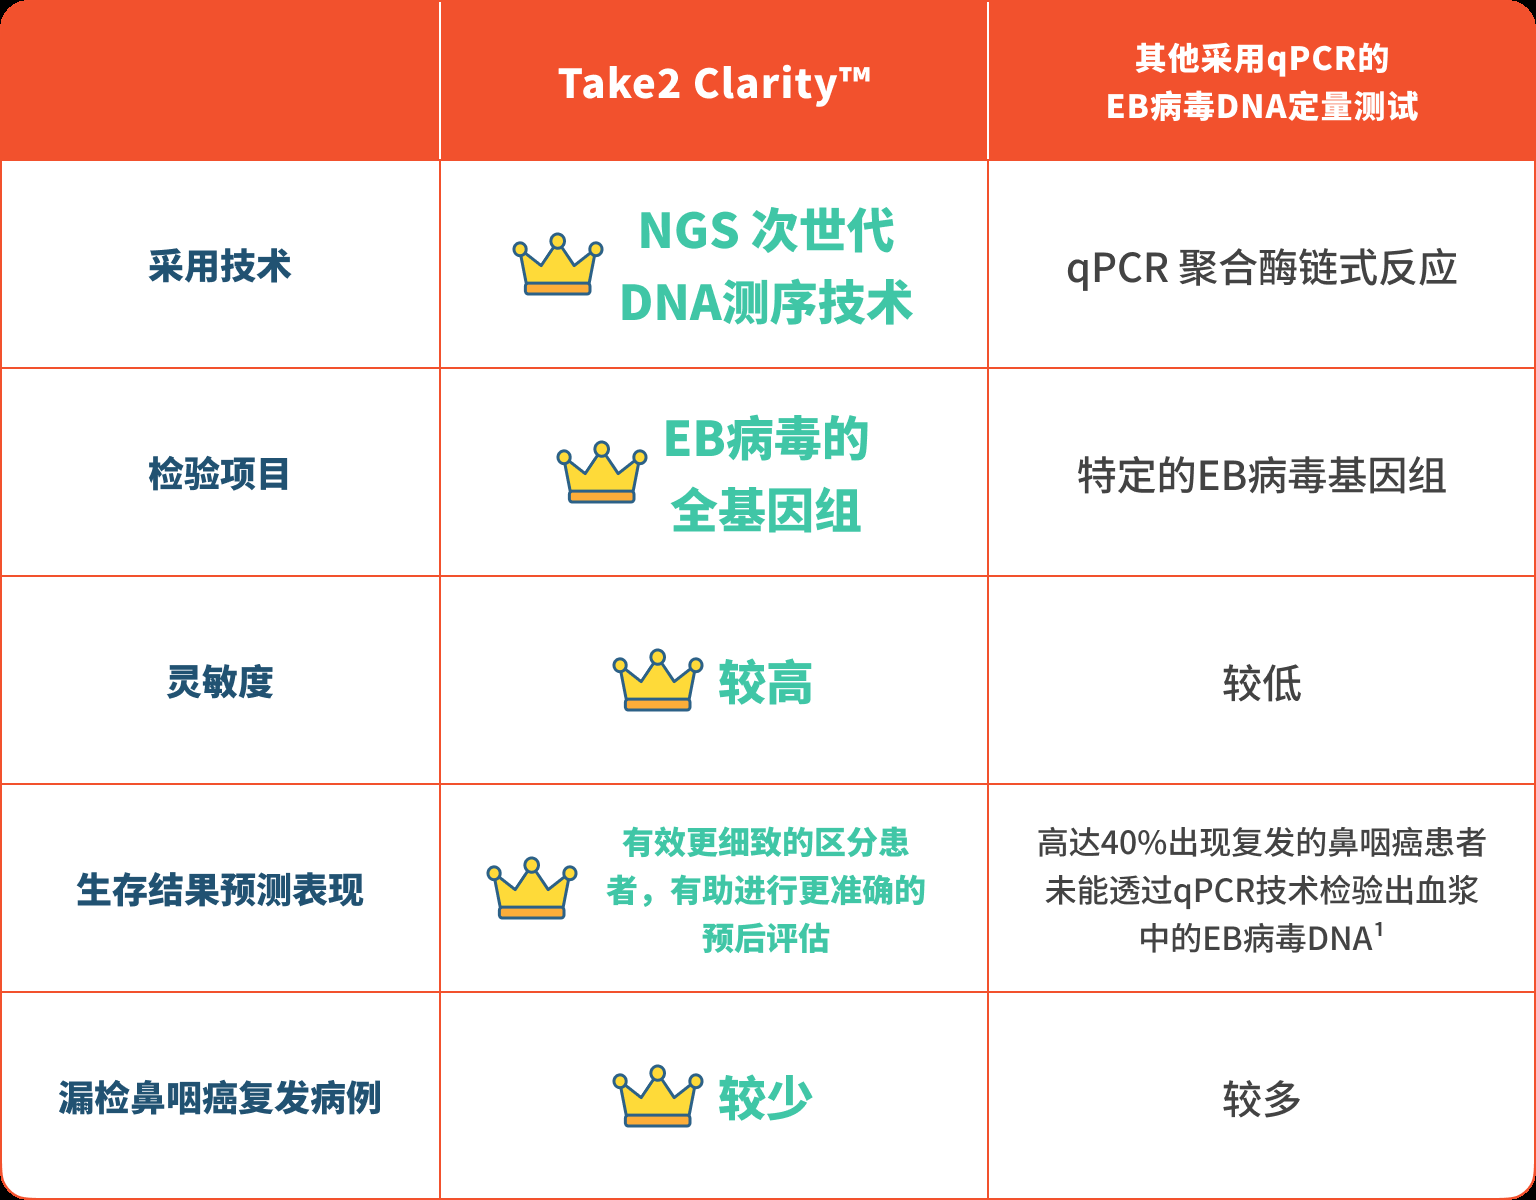 Take2 Clarity™
其他采用qPCR的
EB病毒DNA定量测试
采用技术
NGS 次世代
DNA测序技术
qPCR 聚合酶链式反应
检验项目
EB病毒的
全基因组
特定的EB病毒基因组
灵敏度
较高
较低
生存结果预测表现
有效更细致的区分患
者，有助进行更准确的
预后评估
高达40%出现复发的鼻咽癌患者
未能透过qPCR技术检验出血浆
中的EB病毒DNA¹
漏检鼻咽癌复发病例
较少
较多